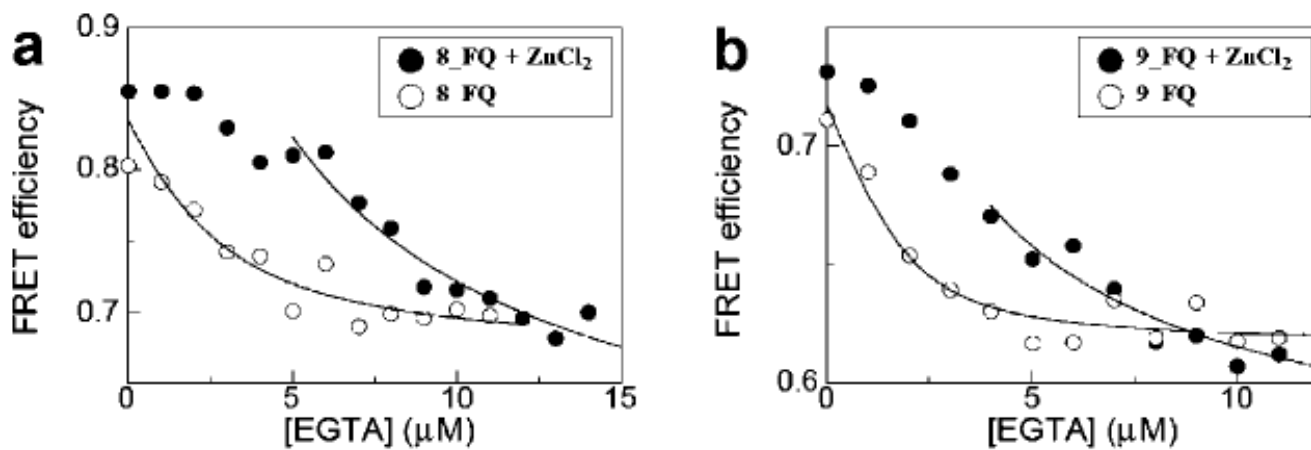 a
0.9
0.8
0.7
FRET efficiency
8_FQ + ZnCl₂
8 FQ
0 5 10 15
[EGTA] (μM)
b
0.7
0.6
FRET efficiency
9_FQ + ZnCl₂
9 FQ
0 5 10
[EGTA] (μM)